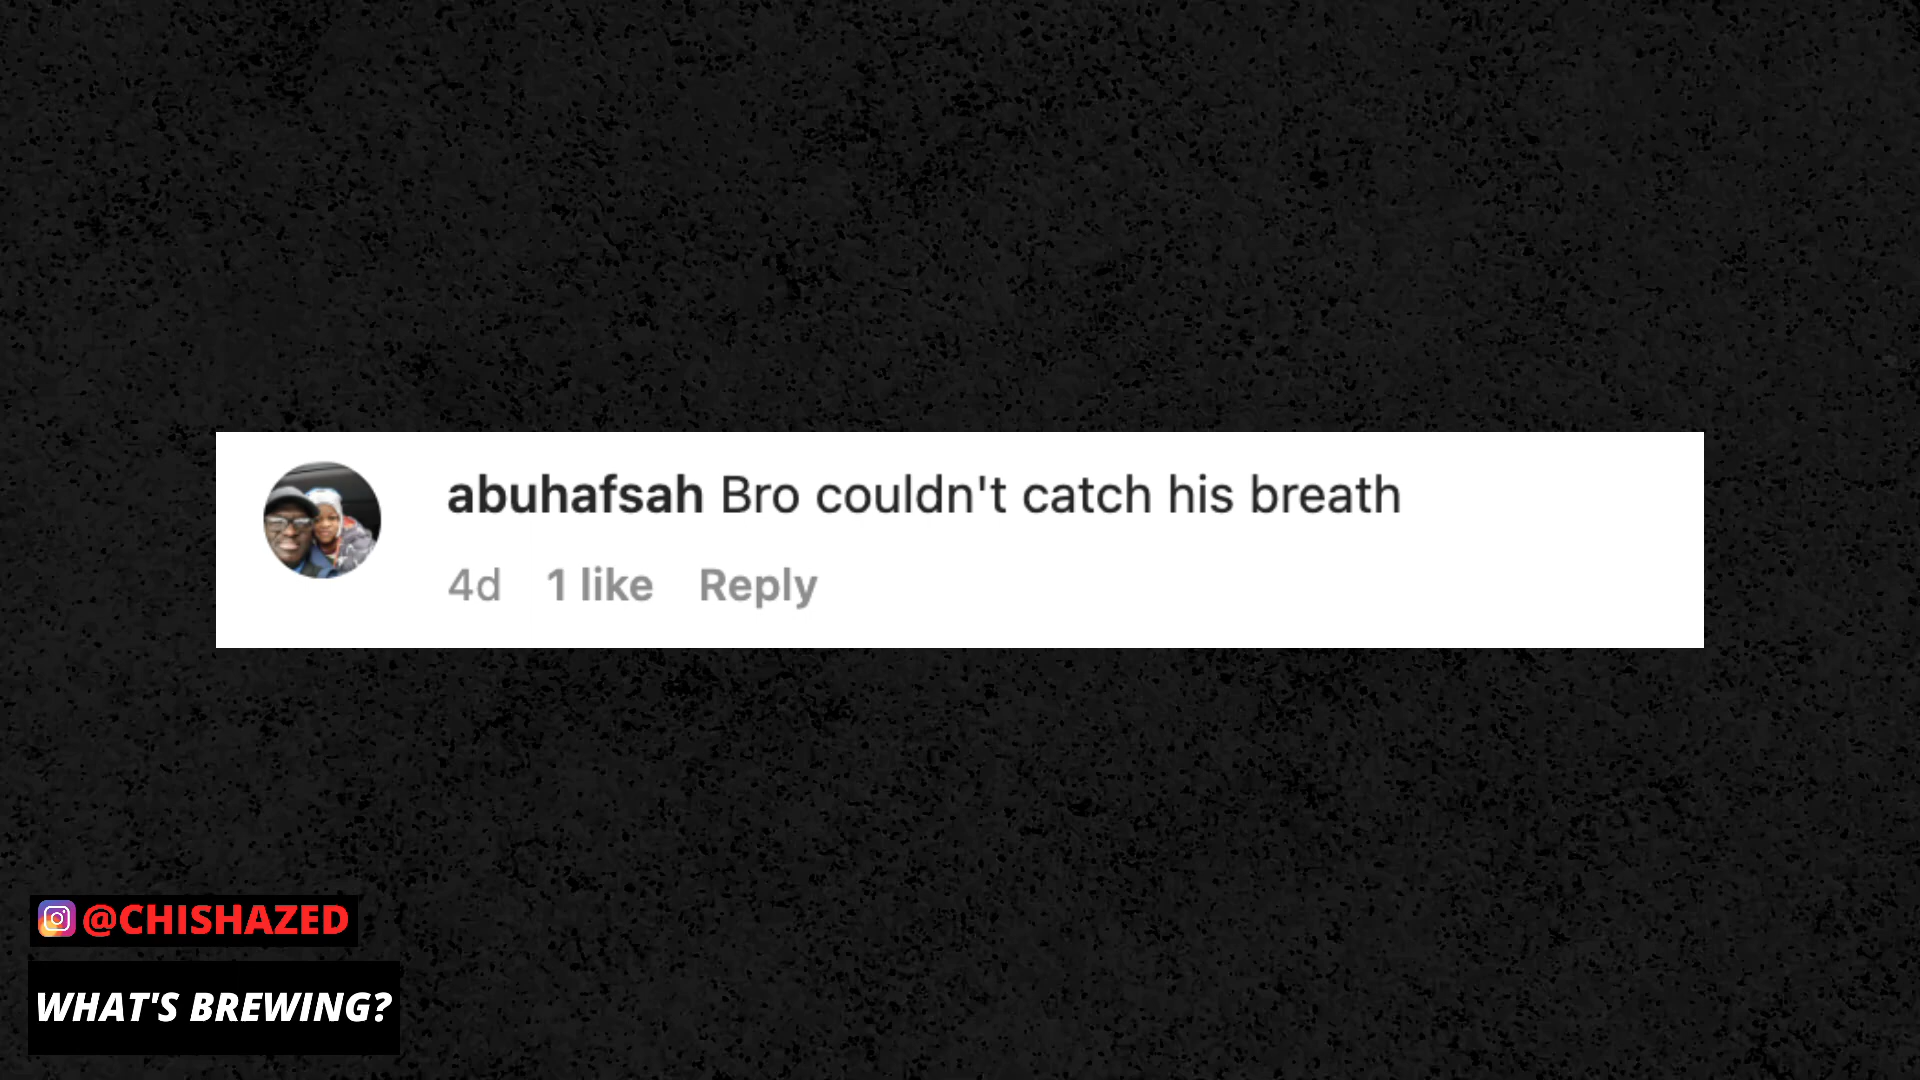 abuhafsah Bro couldn't catch his breath
4d 1 like Reply
@CHISHAZED
WHAT'S BREWING?